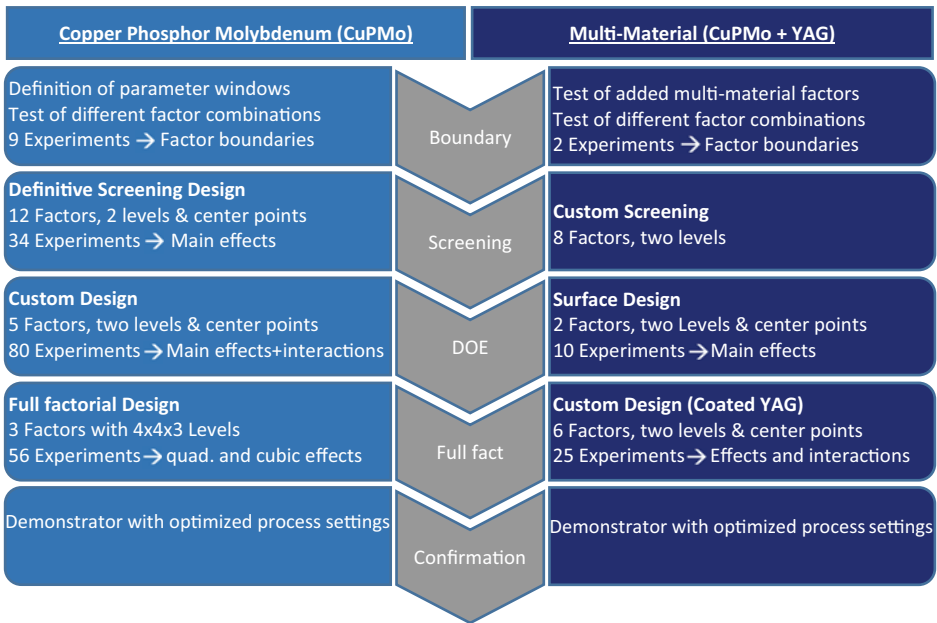 Copper Phosphor Molybdenum (CuPMo)
Multi-Material (CuPMo + YAG)
Definition of parameter windows
Test of different factor combinations
9 Experiments → Factor boundaries
Boundary
Test of added multi-material factors
Test of different factor combinations
2 Experiments → Factor boundaries
Definitive Screening Design
12 Factors, 2 levels & center points
34 Experiments → Main effects
Screening
Custom Screening
8 Factors, two levels
Custom Design
5 Factors, two levels & center points
80 Experiments → Main effects+interactions
DOE
Surface Design
2 Factors, two Levels & center points
10 Experiments → Main effects
Full factorial Design
3 Factors with 4x4x3 Levels
56 Experiments → quad. and cubic effects
Full fact
Custom Design (Coated YAG)
6 Factors, two levels & center points
25 Experiments → Effects and interactions
Demonstrator with optimized process settings
Confirmation
Demonstrator with optimized process settings